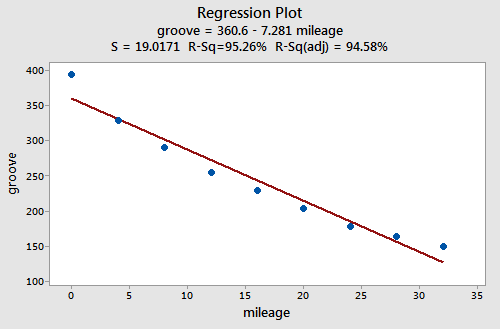 Regression Plot
groove = 360.6 - 7.281 mileage
S = 19.0171 R-Sq=95.26% R-Sq(adj) = 94.58%
400
350
300
250
200
150
100
groove
0 5 10 15 20 25 30 35
mileage